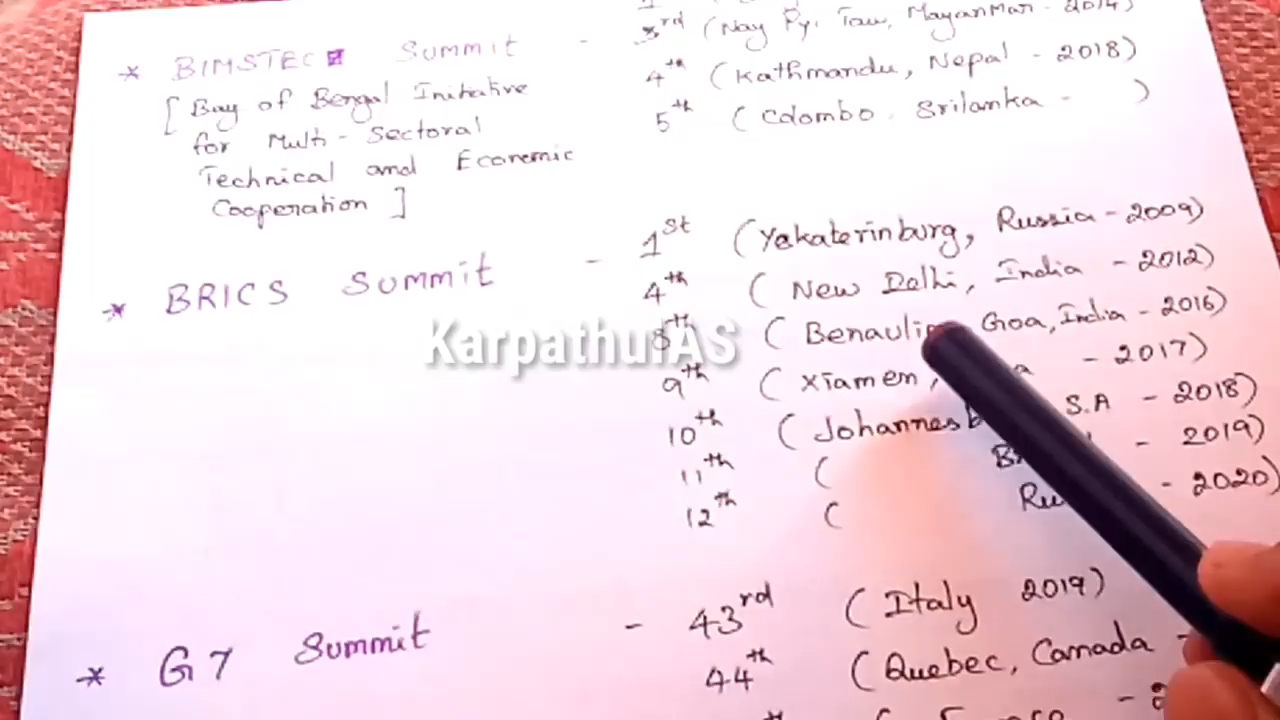 3rd (Nay Py. Taw, MayanMar - 2014)
* BIMSTEC Summit - 4th (Kathmandu, Nepal - 2018)
[ Bay of Bengal Initiative 5th (Colombo. Srilanka - )
for Multi - Sectoral
Technical and Economic
Cooperation ]
* BRICS Summit - 1st (Yekaterinburg, Russia - 2009)
4th ( New Delhi, India - 2012)
8th ( Benaulim Goa, India - 2016)
KarpathuIAS
9th ( Xiamen, - 2017)
10th ( Johannesb S.A - 2018)
11th ( - 2019)
12th ( - 2020)
* G7 Summit - 43rd (Italy 2019)
44th (Quebec, Canada -